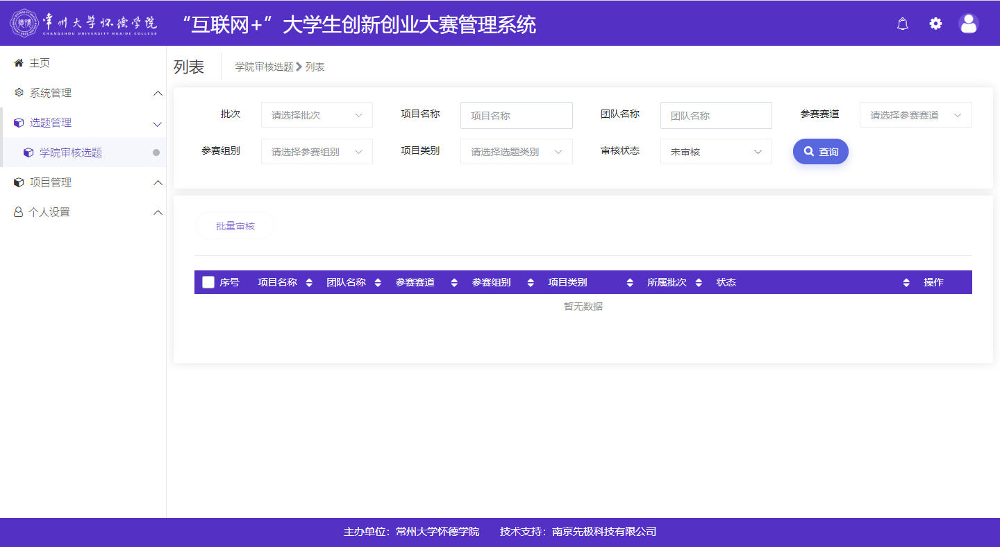 常州大学怀德学院
CHANGZHOU UNIVERSITY HUAIDE COLLEGE
“互联网+”大学生创新创业大赛管理系统
主页
系统管理
选题管理
学院审核选题
项目管理
个人设置
列表 学院审核选题 列表
批次 请选择批次 项目名称 项目名称 团队名称 团队名称 参赛赛道 请选择参赛赛道
参赛组别 请选择参赛组别 项目类别 请选择选题类别 审核状态 未审核 查询
批量审核
序号 项目名称 团队名称 参赛赛道 参赛组别 项目类别 所属批次 状态 操作
暂无数据
主办单位：常州大学怀德学院 技术支持：南京先极科技有限公司